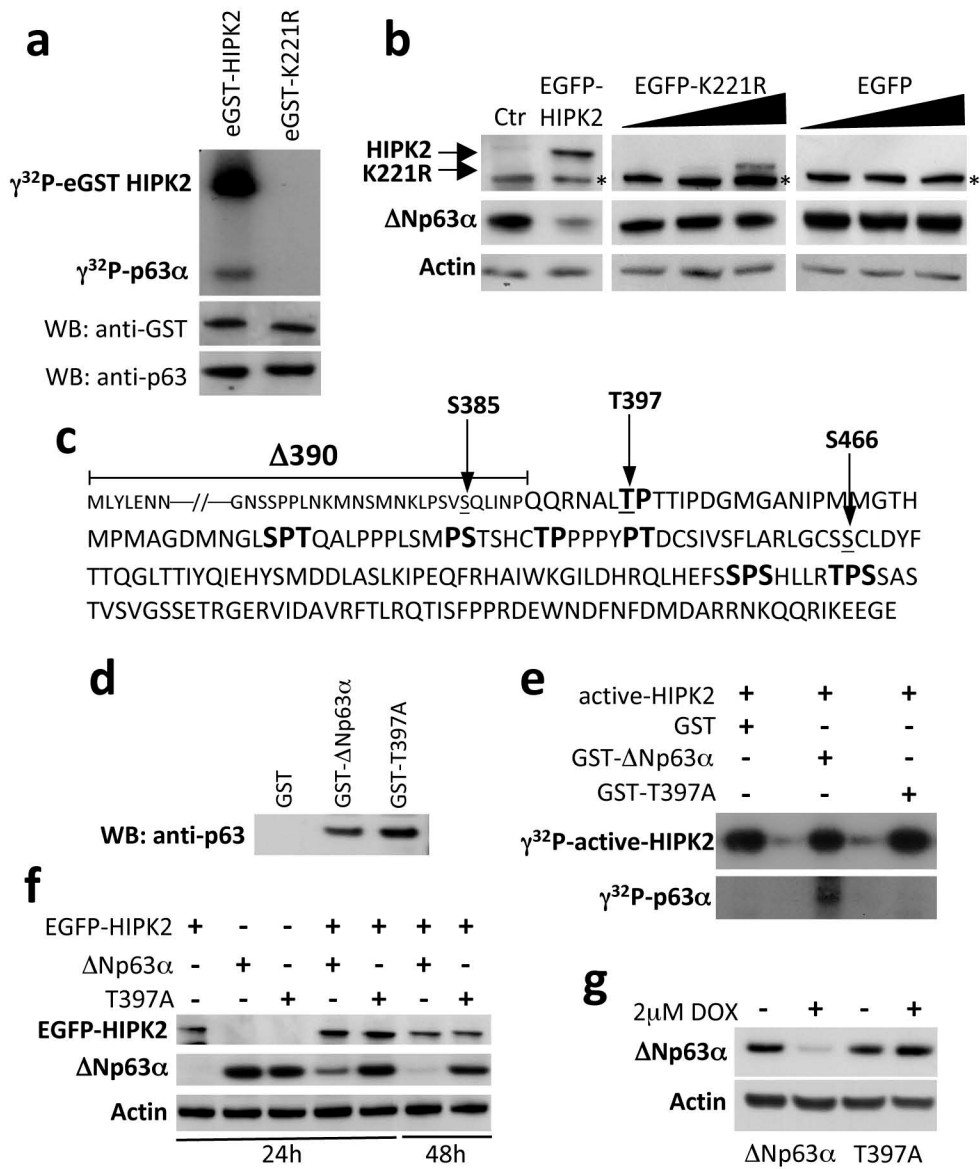 a
eGST-HIPK2
eGST-K221R
γ³²P-eGST HIPK2
γ³²P-p63α
WB: anti-GST
WB: anti-p63
b
Ctr
EGFP-
HIPK2
EGFP-K221R
EGFP
HIPK2
K221R
* * *
ΔNp63α
Actin
c
S385
T397
S466
Δ390
MLYLENN—//—GNSSPPLNKMNSMNKLPSVSQLINPQQRNALTPTTIPDGMGANIPMMGTH
MPMAGDMNGLSPTQALPPPLSMPSTSHCTPPPPYPTDCSIVSFLARLGCSSCLDYF
TTQGLTTIYQIEHYSMDDLASLKIPEQFRHAIWKGILDHRQLHEFSSPSHLLRTPSSAS
TVSVGSSETRGERVIDAVRFTLRQTISFPPRDEWNDFNFDMDARRNKQQRIKEEGE
d
GST
GST-ΔNp63α
GST-T397A
WB: anti-p63
e
active-HIPK2 + + +
GST + - -
GST-ΔNp63α - + -
GST-T397A - - +
γ³²P-active-HIPK2
γ³²P-p63α
f
EGFP-HIPK2 + - - + + + +
ΔNp63α - + - + - + -
T397A - - + - + - +
EGFP-HIPK2
ΔNp63α
Actin
24h 48h
g
2μM DOX - + - +
ΔNp63α
Actin
ΔNp63α T397A